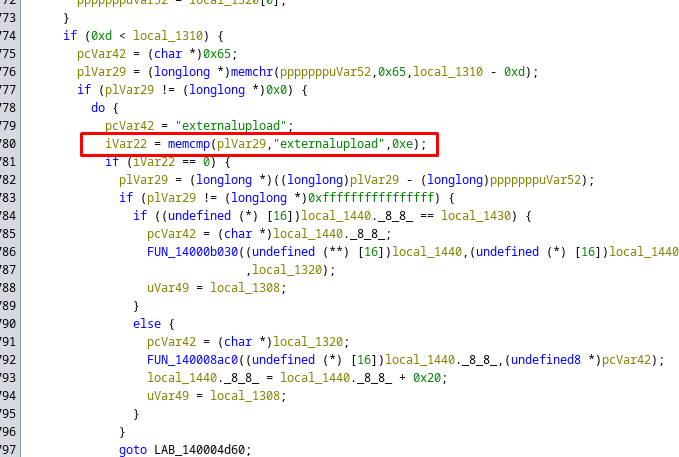 772 pppppppuVar52 = local_1320[0];
773 }
774 if (0xd < local_1310) {
775 pcVar42 = (char *)0x65;
776 plVar29 = (longlong *)memchr(pppppppuVar52,0x65,local_1310 - 0xd);
777 if (plVar29 != (longlong *)0x0) {
778 do {
779 pcVar42 = "externalupload";
780 iVar22 = memcmp(plVar29,"externalupload",0xe);
781 if (iVar22 == 0) {
782 plVar29 = (longlong *)((longlong)plVar29 - (longlong)pppppppuVar52);
783 if (plVar29 != (longlong *)0xffffffffffffffff) {
784 if ((undefined (*) [16])local_1440._8_8_ == local_1430) {
785 pcVar42 = (char *)local_1440._8_8_;
786 FUN_14000b030((undefined (**) [16])local_1440,(undefined (*) [16])local_1440
787 ,local_1320);
788 uVar49 = local_1308;
789 }
790 else {
791 pcVar42 = (char *)local_1320;
792 FUN_140008ac0((undefined (*) [16])local_1440._8_8_,(undefined8 *)pcVar42);
793 local_1440._8_8_ = local_1440._8_8_ + 0x20;
794 uVar49 = local_1308;
795 }
796 }
797 goto LAB_140004d60;